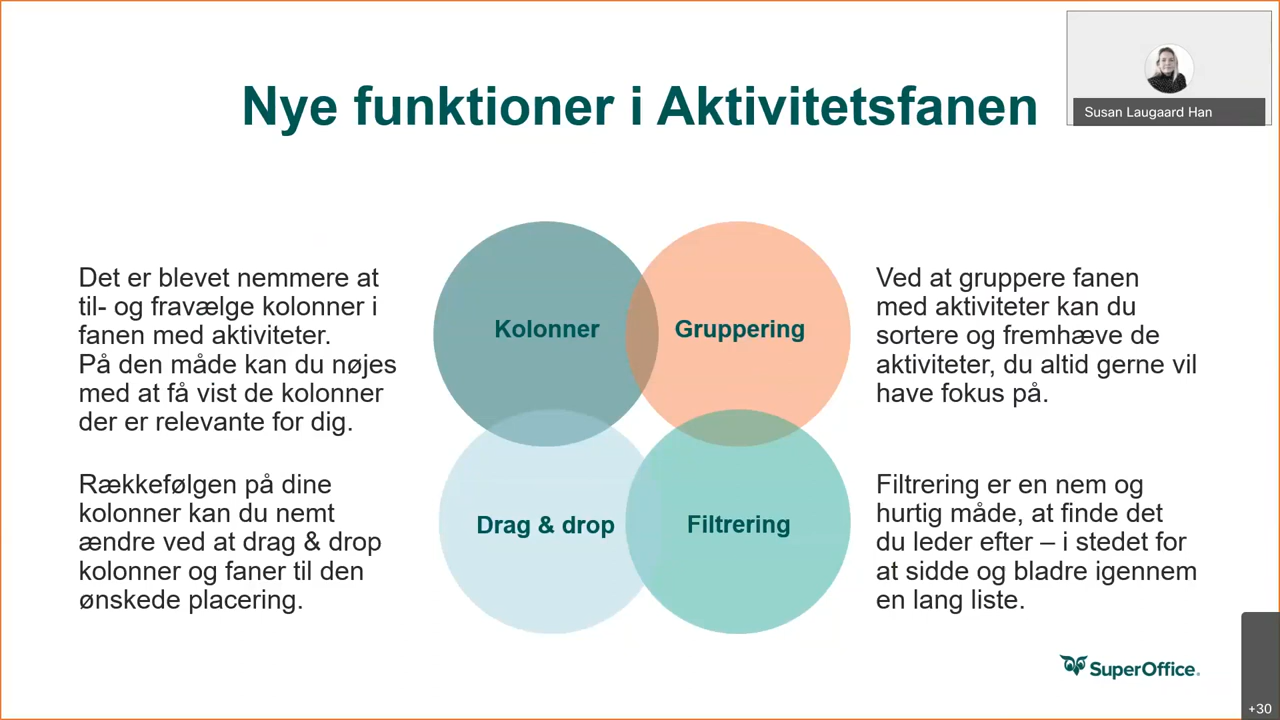 Nye funktioner i Aktivitetsfanen
Susan Laugaard Han
Det er blevet nemmere at
til- og fravælge kolonner i
fanen med aktiviteter.
På den måde kan du nøjes
med at få vist de kolonner
der er relevante for dig.
Rækkefølgen på dine
kolonner kan du nemt
ændre ved at drag & drop
kolonner og faner til den
ønskede placering.
Kolonner
Gruppering
Drag & drop
Filtrering
Ved at gruppere fanen
med aktiviteter kan du
sortere og fremhæve de
aktiviteter, du altid gerne vil
have fokus på.
Filtrering er en nem og
hurtig måde, at finde det
du leder efter – i stedet for
at sidde og bladre igennem
en lang liste.
SuperOffice.
+30